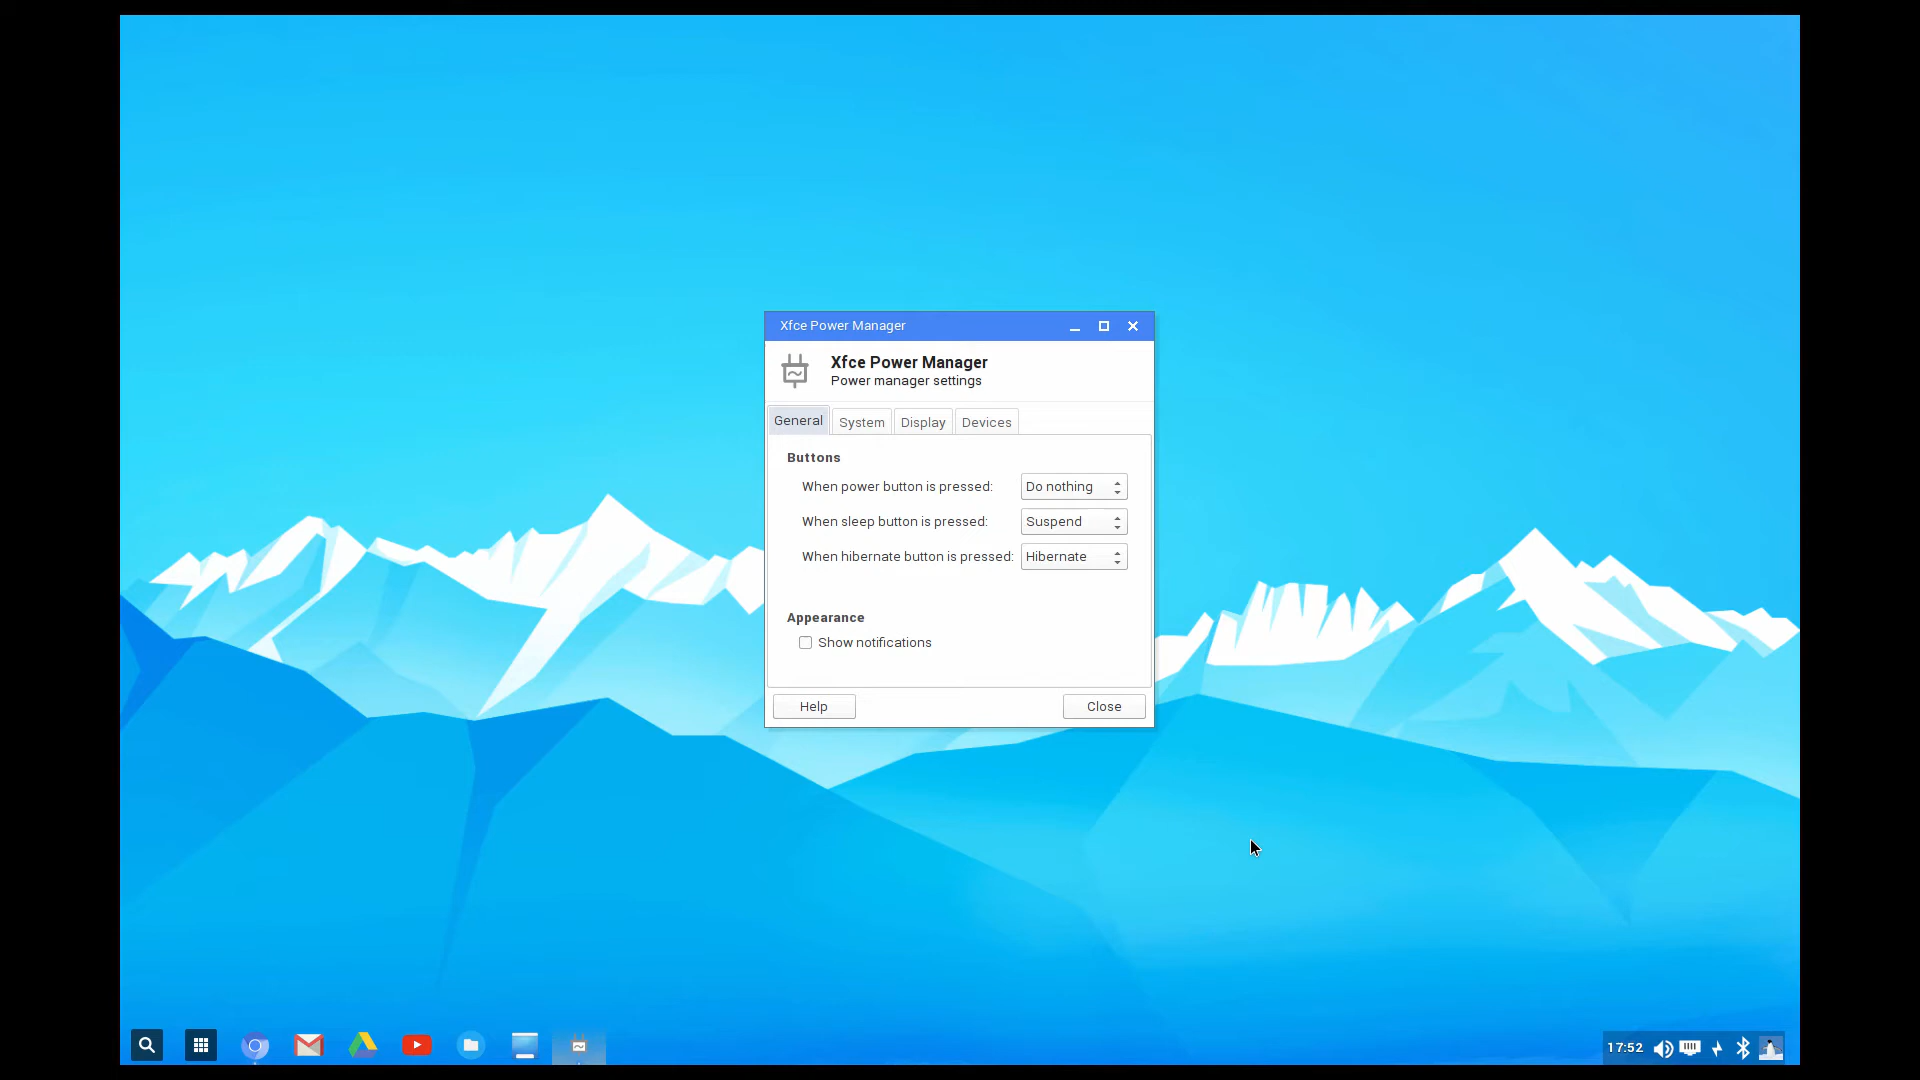 Xfce Power Manager
Xfce Power Manager
Power manager settings
General System Display Devices
Buttons
When power button is pressed: Do nothing
When sleep button is pressed: Suspend
When hibernate button is pressed: Hibernate
Appearance
Show notifications
Help Close
17:52